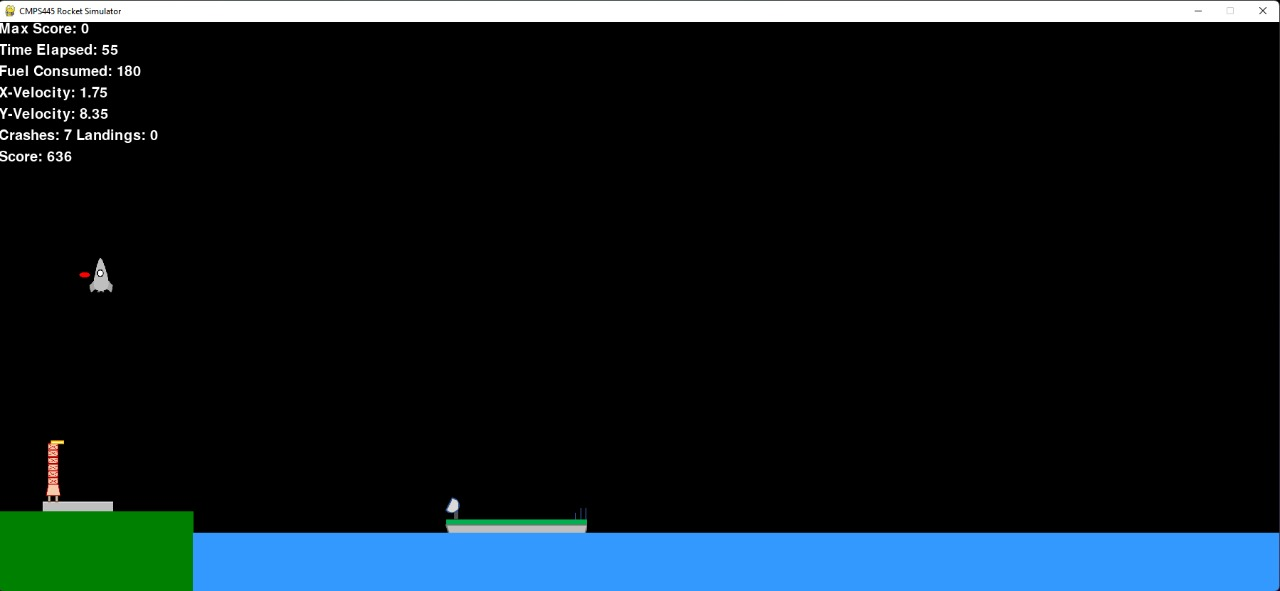 CMPS445 Rocket Simulator
Max Score: 0
Time Elapsed: 55
Fuel Consumed: 180
X-Velocity: 1.75
Y-Velocity: 8.35
Crashes: 7 Landings: 0
Score: 636